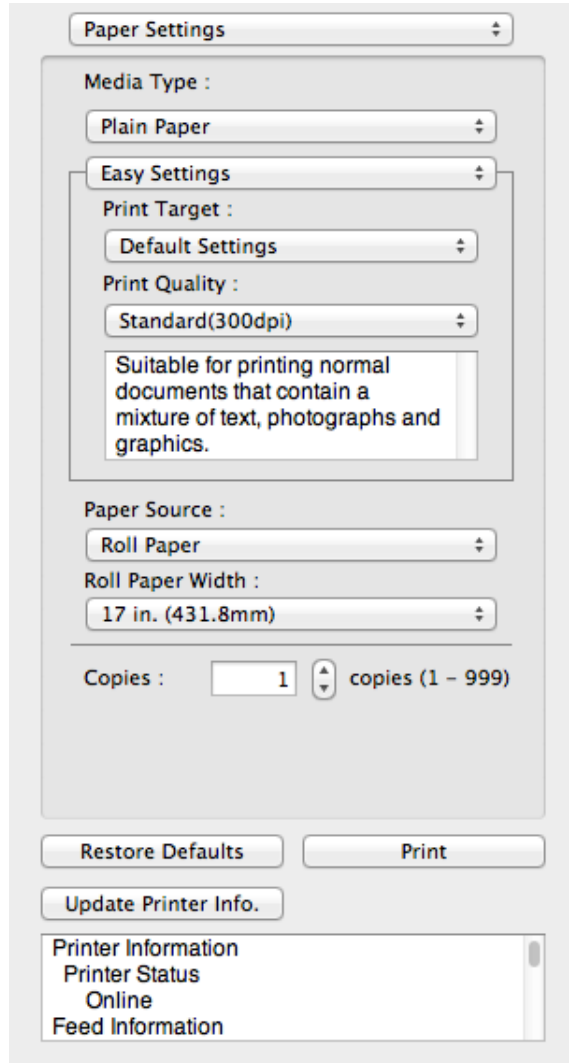 Paper Settings
Media Type :
Plain Paper
Easy Settings
Print Target :
Default Settings
Print Quality :
Standard(300dpi)
Suitable for printing normal
documents that contain a
mixture of text, photographs and
graphics.
Paper Source :
Roll Paper
Roll Paper Width :
17 in. (431.8mm)
Copies : 1 copies (1 – 999)
Restore Defaults Print
Update Printer Info.
Printer Information
Printer Status
Online
Feed Information